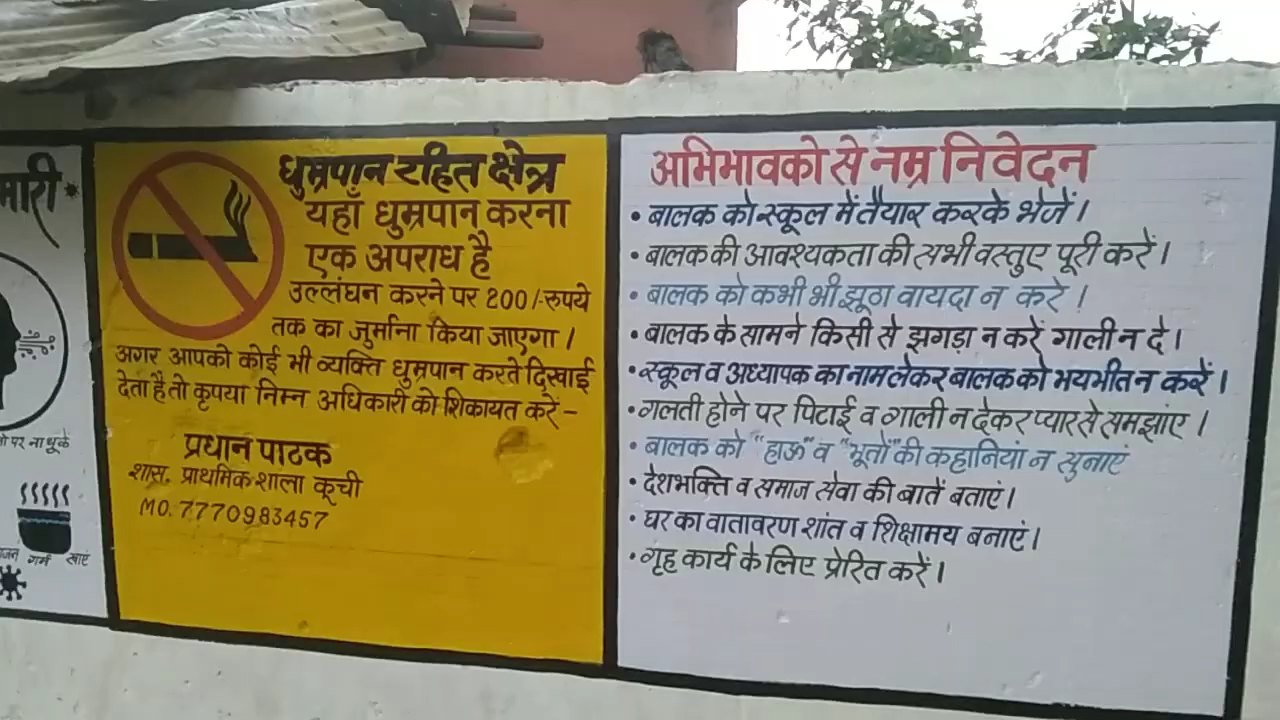 मारी
ो पर ना थूके
गर्म खाएं
धुम्रपान रहित क्षेत्र
यहाँ धुम्रपान करना
एक अपराध है
उल्लंघन करने पर 200/-रुपये
तक का जुर्माना किया जाएगा ।
अगर आपको कोई भी व्यक्ति धुम्रपान करते दिखाई
देता है तो कृपया निम्न अधिकारी को शिकायत करें –
प्रधान पाठक
शास. प्राथमिक शाला कूची
MO. 7770983457
अभिभावको से नम्र निवेदन
• बालक को स्कूल में तैयार करके भेजें ।
• बालक की आवश्यकता की सभी वस्तुए पूरी करें ।
• बालक को कभी भी झूठा वायदा न करे ।
• बालक के सामने किसी से झगड़ा न करें गाली न दे ।
• स्कूल व अध्यापक का नाम लेकर बालक को भयभीत न करें ।
• गलती होने पर पिटाई व गाली न देकर प्यार से समझांए ।
• बालक को "हाऊ" व "भूतों" की कहानियां न सुनाएं
• देशभक्ति व समाज सेवा की बातें बताएं ।
• घर का वातावरण शांत व शिक्षामय बनाएं ।
• गृह कार्य के लिए प्रेरित करें ।